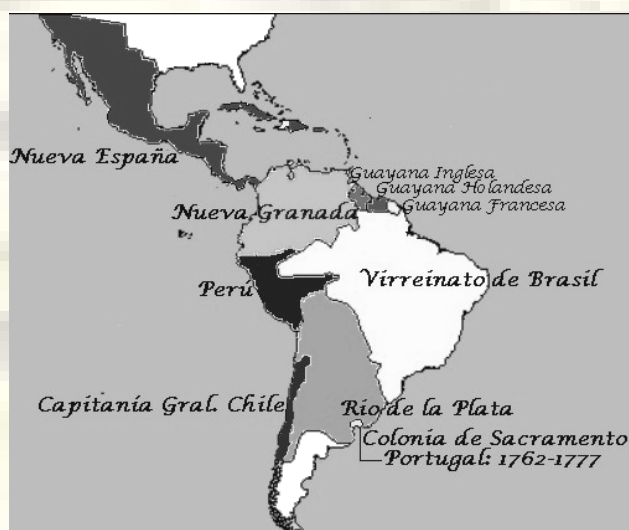 Nueva España
Guayana Inglesa
Guayana Holandesa
Guayana Francesa
Nueva Granada
Perú
Virreinato de Brasil
Capitanía Gral. Chile
Río de la Plata
Colonia de Sacramento
Portugal: 1762-1777